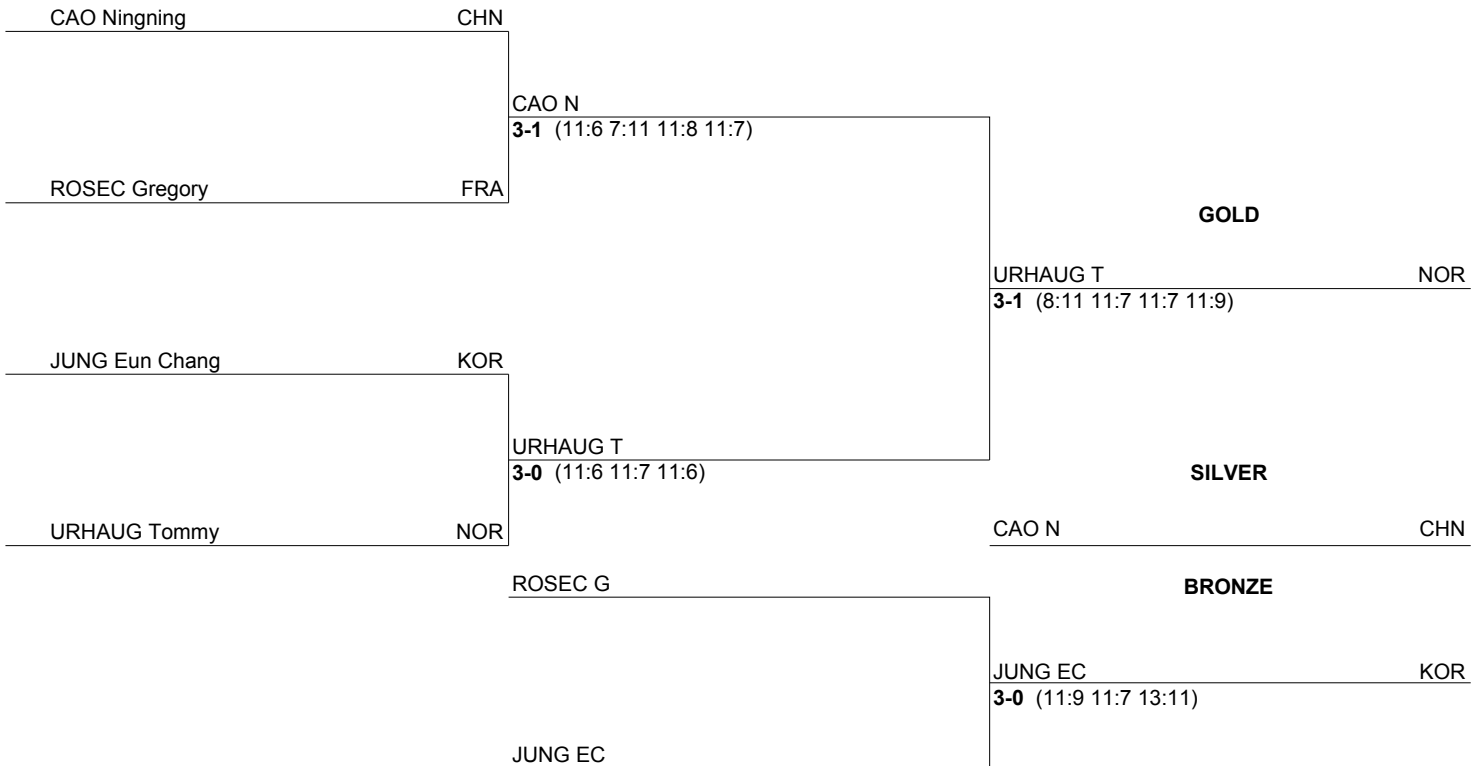 CAO Ningning CHN
CAO N
3-1 (11:6 7:11 11:8 11:7)
ROSEC Gregory FRA
GOLD
URHAUG T NOR
3-1 (8:11 11:7 11:7 11:9)
JUNG Eun Chang KOR
URHAUG T
3-0 (11:6 11:7 11:6)
SILVER
URHAUG Tommy NOR
CAO N CHN
ROSEC G
BRONZE
JUNG EC KOR
3-0 (11:9 11:7 13:11)
JUNG EC